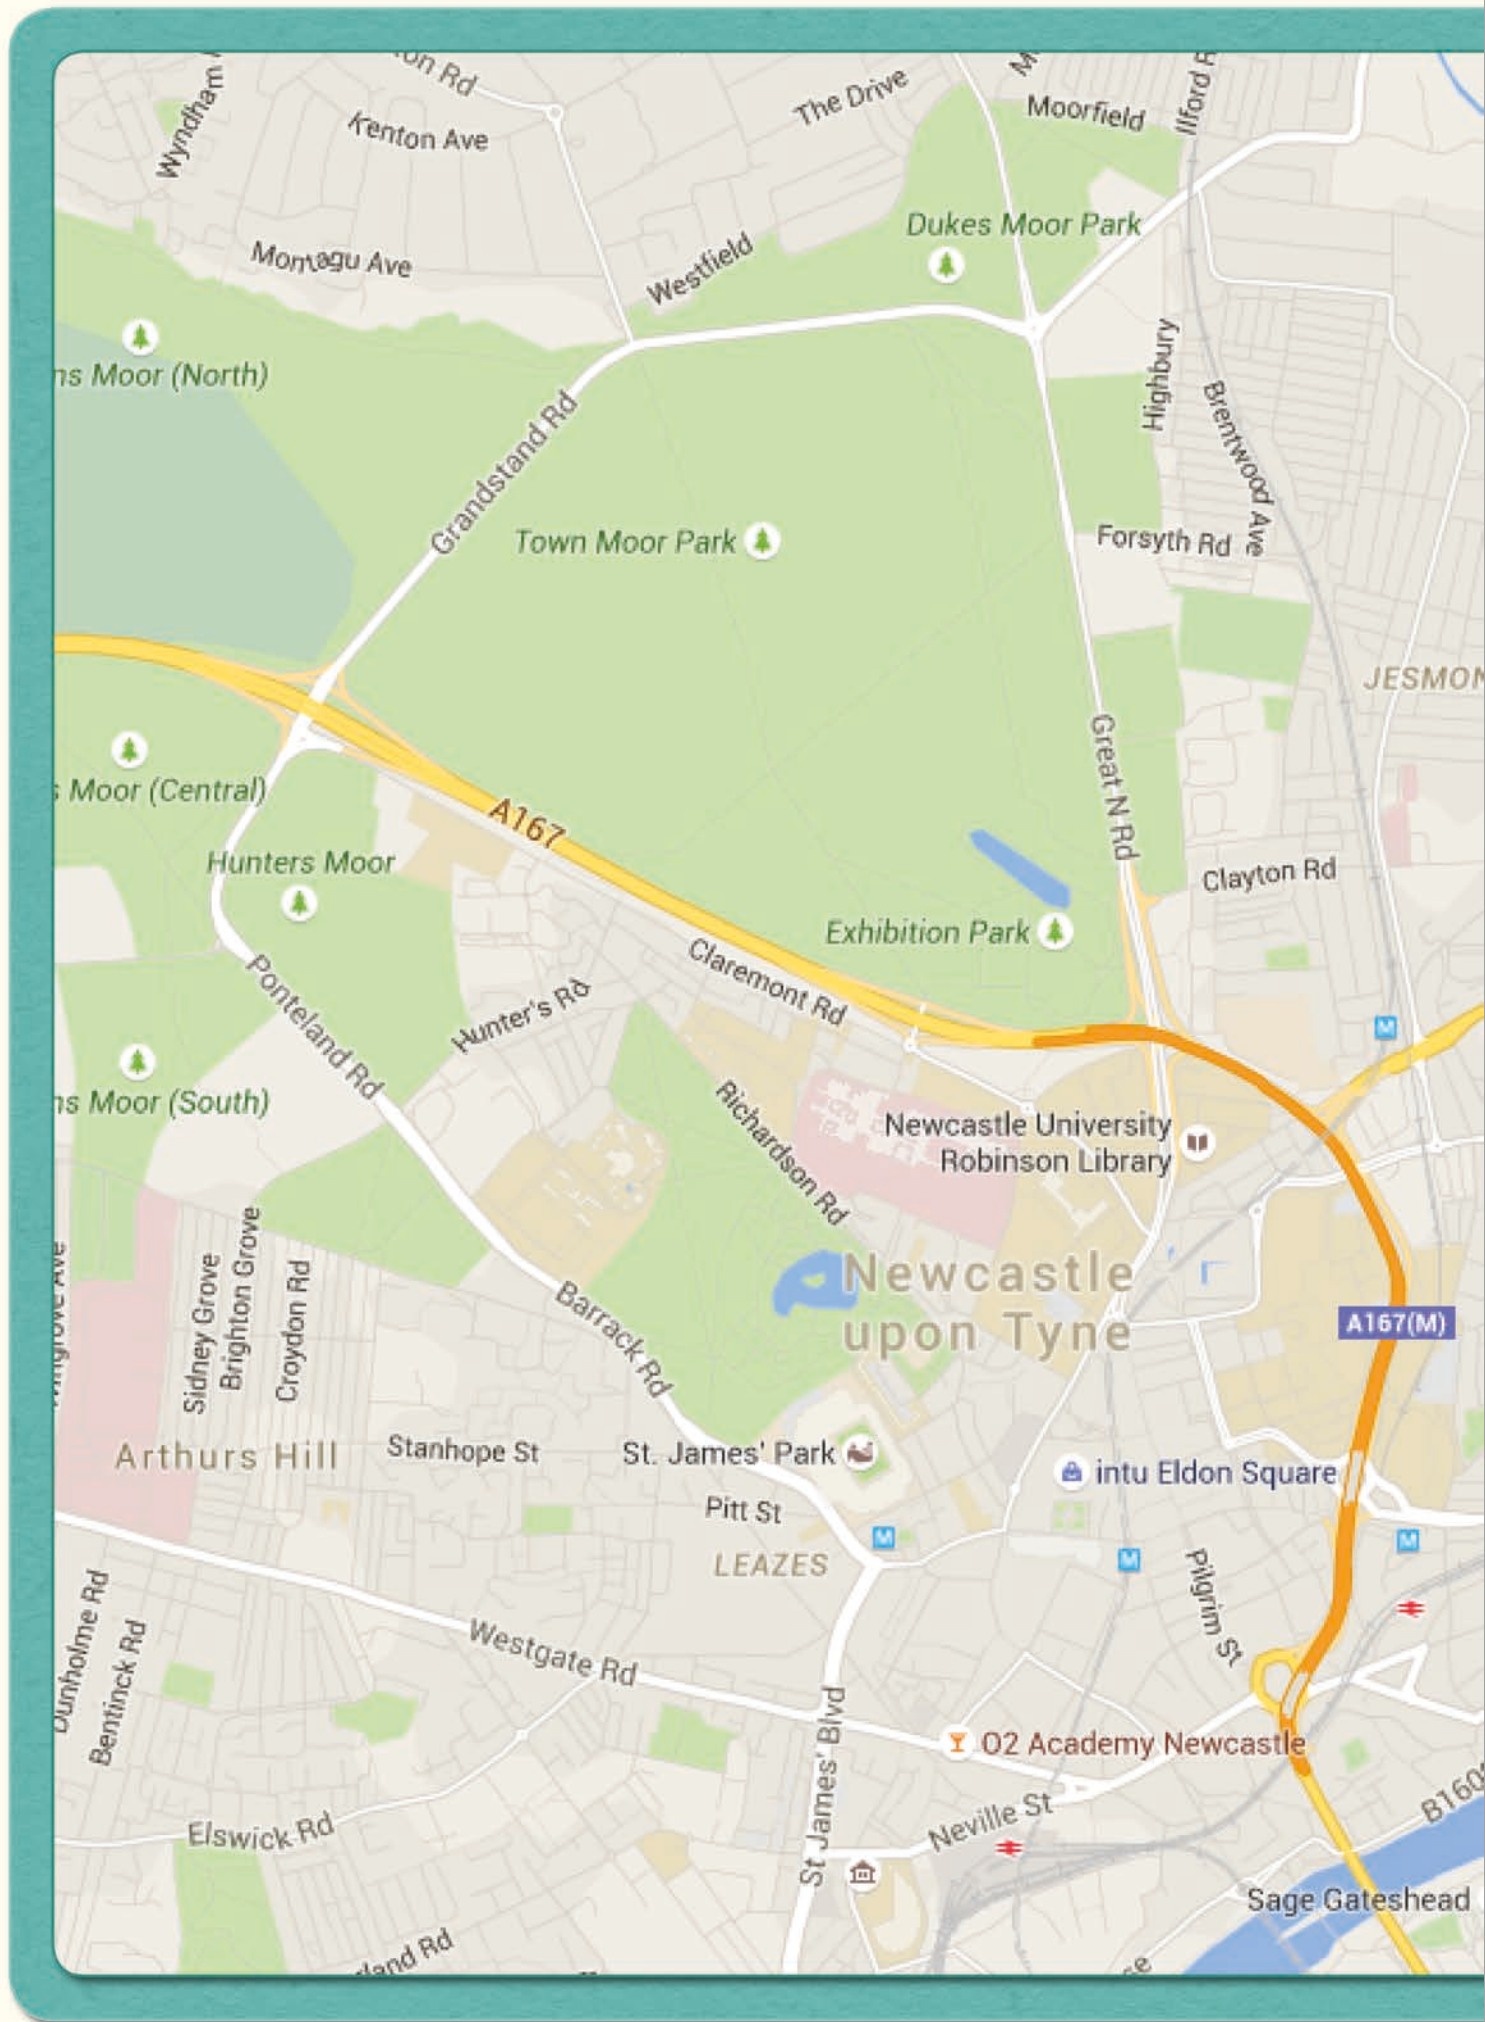 Wyndham
Kenton Ave
Montagu Ave
The Drive
Moorfield
Westfield
Dukes Moor Park
ns Moor (North)
Grandstand Rd
Highbury
Brentwood Ave
Town Moor Park
Forsyth Rd
JESMON
s Moor (Central)
A167
Great N Rd
Hunters Moor
Clayton Rd
Exhibition Park
Claremont Rd
Ponteland Rd
Hunter's Rd
M
ns Moor (South)
Richardson Rd
Newcastle University
Robinson Library
Sidney Grove
Brighton Grove
Croydon Rd
Newcastle
upon Tyne
A167(M)
Barrack Rd
Arthurs Hill
Stanhope St
St. James' Park
intu Eldon Square
Pitt St
M
M
M
LEAZES
Pilgrim St
Dunholme Rd
Bentinck Rd
Westgate Rd
St James' Blvd
O2 Academy Newcastle
Neville St
Elswick Rd
Sage Gateshead